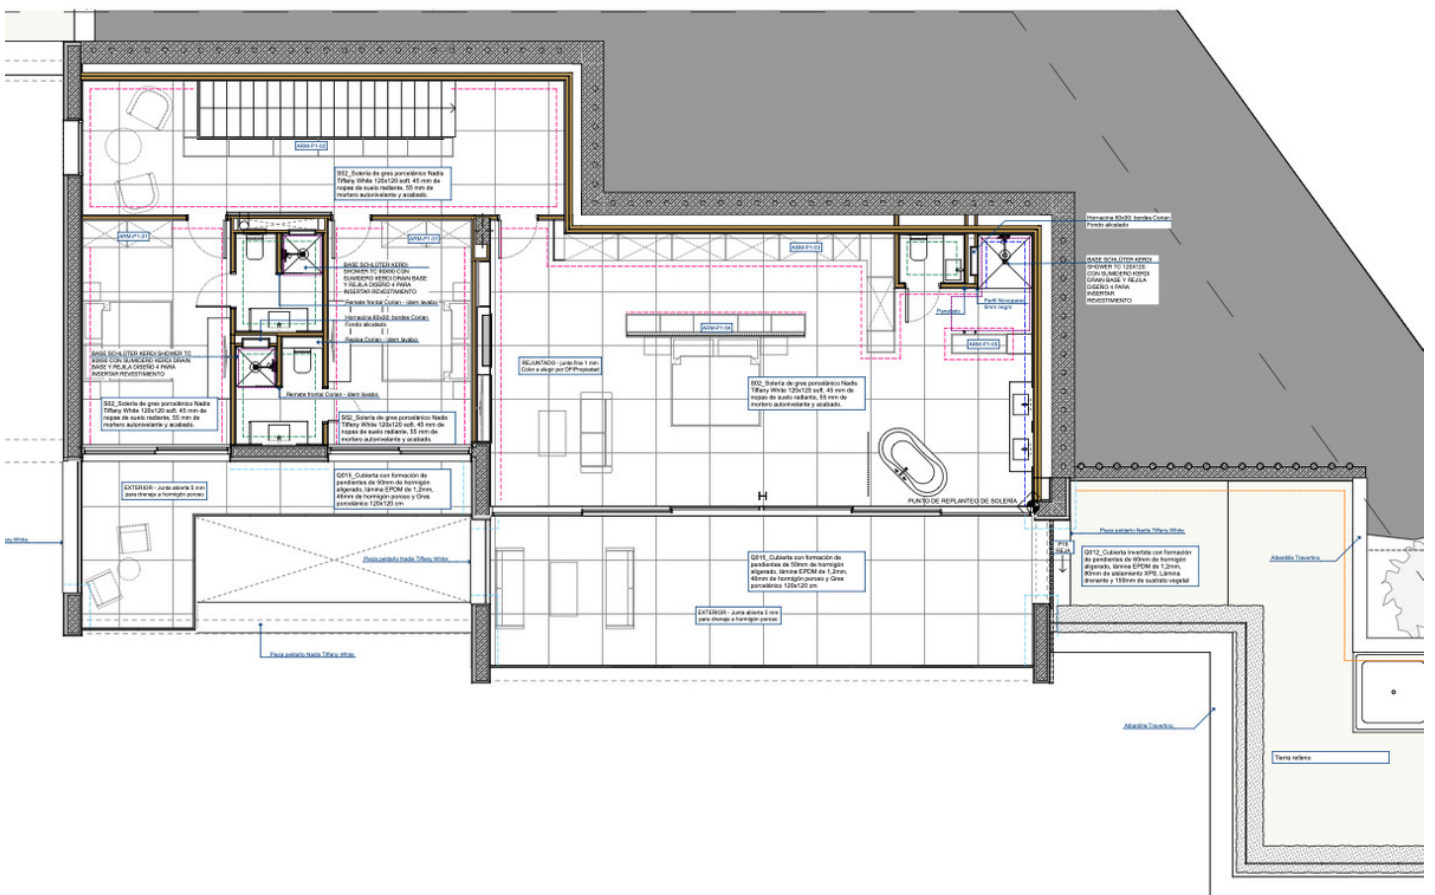 ARM-P1-02
S02_Solería de gres porcelánico Nadis
Tiffany White 120x120 soft. 45 mm de
nopas de suelo radiante, 55 mm de
mortero autonivelante y acabado.
ARM-P1-01
ARM-P1-01
ARM-P1-03
Hornacina 60x30: bordes Corian
Fondo alicatado
BASE SCHLÜTER KERDI
SHOWER TC 90X90 CON
SUMIDERO KERDI DRAIN BASE
Y REJILA DISEÑO 4 PARA
INSERTAR REVESTIMIENTO
BASE SCHLÜTER KERDI
SHOWER TC 120X120
CON SUMIDERO KERDI
DRAIN BASE Y REJILA
DISEÑO 4 PARA
INSERTAR
REVESTIMIENTO
Remate frontal Corian - idem lavabo
Perfil Novopanel
8mm negro
Panelado
Hornacina 60x30: bordes Corian
Fondo alicatado
ARM-P1-04
Repisa Corian - idem lavabo
ARM-P1-05
BASE SCHLÜTER KERDI SHOWER TC
90X90 CON SUMIDERO KERDI DRAIN
BASE Y REJILA DISEÑO 4 PARA
INSERTAR REVESTIMIENTO
REJUNTADO - junta fina 1 mm
Color a elegir por DF/Propiedad
Remate frontal Corian - idem lavabo
S02_Solería de gres porcelánico Nadis
Tiffany White 120x120 soft. 45 mm de
nopas de suelo radiante, 55 mm de
mortero autonivelante y acabado.
S02_Solería de gres porcelánico Nadis
Tiffany White 120x120 soft. 45 mm de
nopas de suelo radiante, 55 mm de
mortero autonivelante y acabado.
S02_Solería de gres porcelánico Nadis
Tiffany White 120x120 soft. 45 mm de
nopas de suelo radiante, 55 mm de
mortero autonivelante y acabado.
EXTERIOR - Junta abierta 5 mm
para drenaje a hormigón poroso
Q015_Cubierta con formación de
pendientes de 50mm de hormigón
aligerado, lámina EPDM de 1,2mm,
46mm de hormigón poroso y Gres
porcelánico 120x120 cm
H
PUNTO DE REPLANTEO DE SOLERÍA
White
Pieza peldaño Nadis Tiffany White
Pieza peldaño Nadis Tiffany White
Q015_Cubierta con formación de
pendientes de 50mm de hormigón
aligerado, lámina EPDM de 1,2mm,
46mm de hormigón poroso y Gres
porcelánico 120x120 cm
Q012_Cubierta invertida con formación
de pendientes de 60mm de hormigón
aligerado, lámina EPDM de 1,2mm,
80mm de aislamiento XPS, Lámina
drenante y 150mm de sustrato vegetal
Albardilla Travertino
EXTERIOR - Junta abierta 5 mm
para drenaje a hormigón poroso
Pieza peldaño Nadis Tiffany White
Albardilla Travertino
Tierra relleno